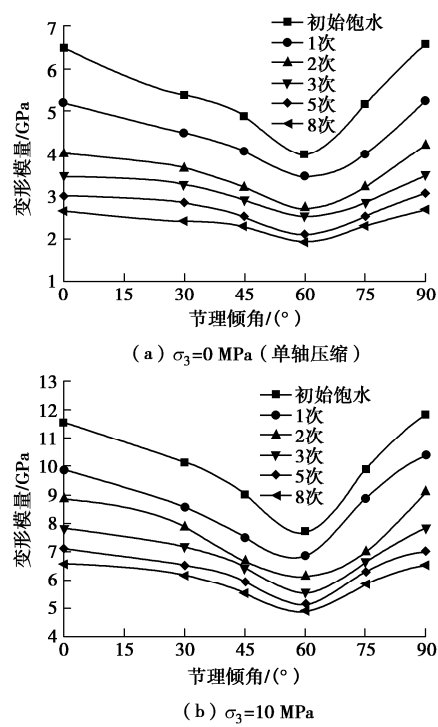 变形模量/GPa
7
6
5
4
3
2
1
初始饱水
1次
2次
3次
5次
8次
0 15 30 45 60 75 90
节理倾角/(°)
(a) σ3=0 MPa (单轴压缩)
变形模量/GPa
13
12
11
10
9
8
7
6
5
4
初始饱水
1次
2次
3次
5次
8次
0 15 30 45 60 75 90
节理倾角/(°)
(b) σ3=10 MPa